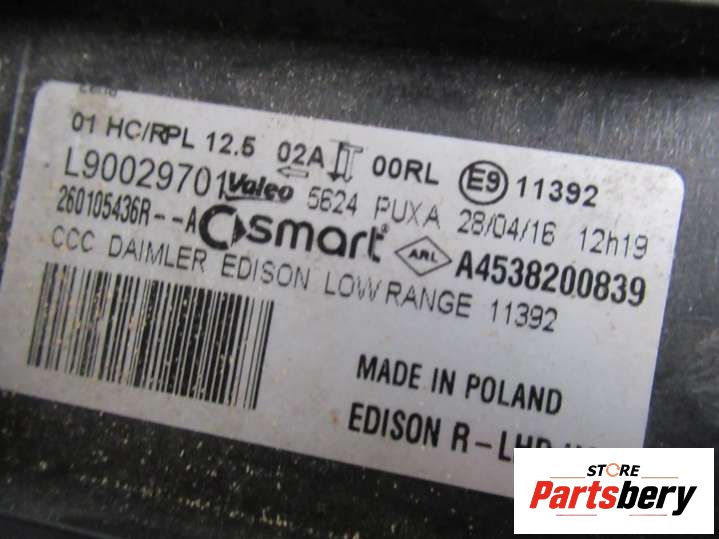 01 HC/RPL 12.5 02A 00RL E9 11392
L90029701 Valeo 5624 PUXA 28/04/16 12h19
260105436R--A smart ARL A4538200839
CCC DAIMLER EDISON LOW RANGE 11392
MADE IN POLAND
EDISON R-LHD
STORE
Partsbery